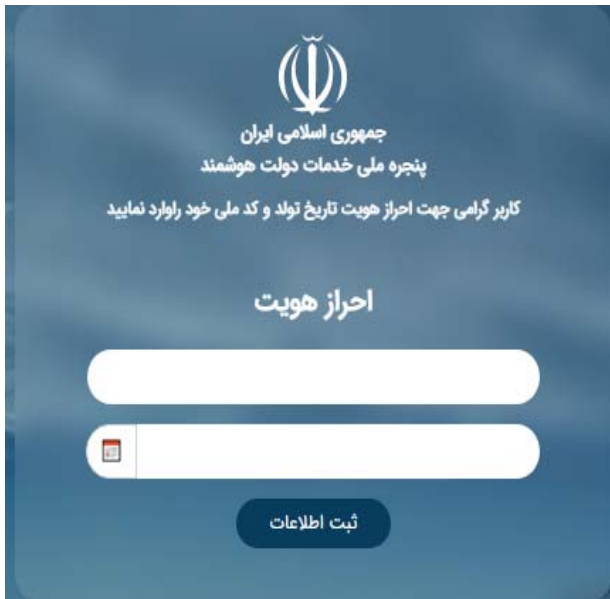 جمهوری اسلامی ایران
پنجره ملی خدمات دولت هوشمند
کاربر گرامی جهت احراز هویت تاریخ تولد و کد ملی خود راوارد نمایید
احراز هویت
ثبت اطلاعات